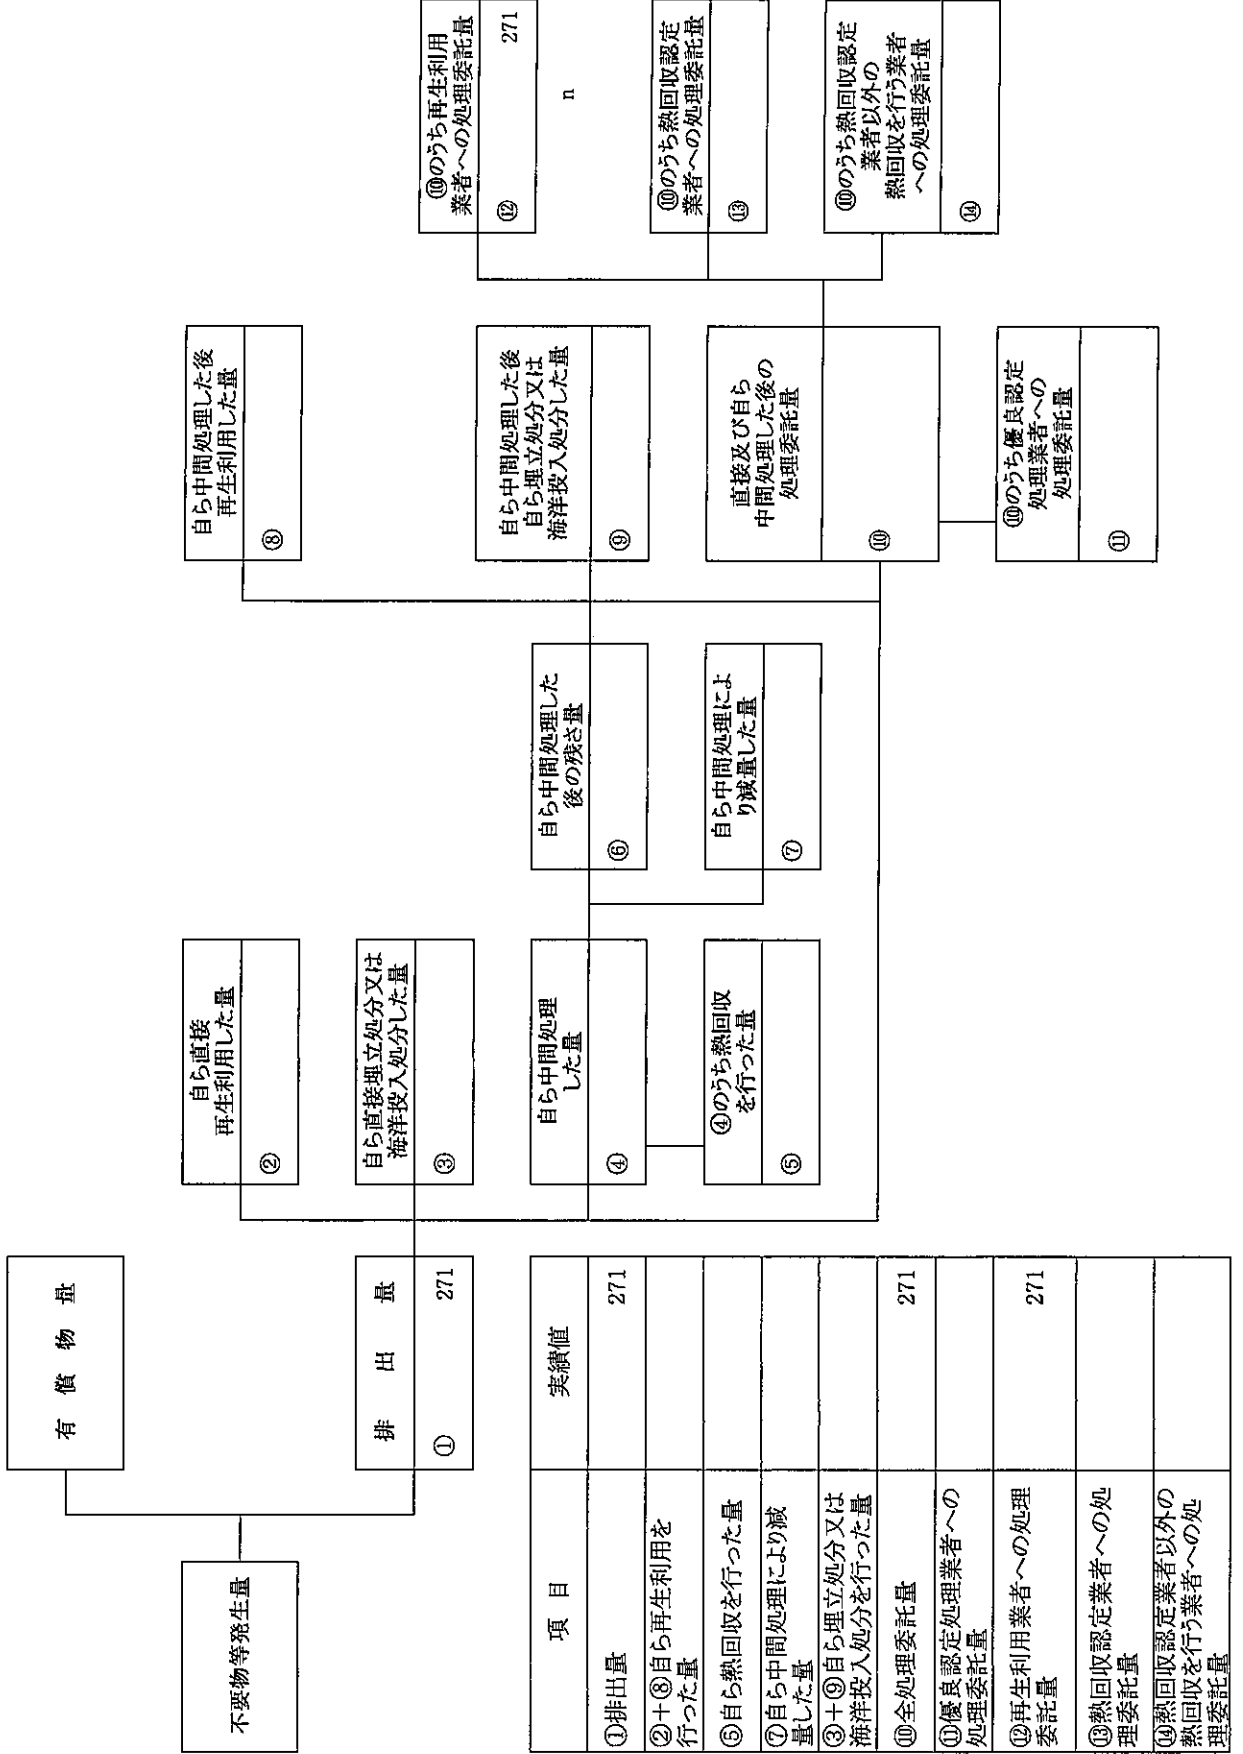 不要物等発生量
有償物量
排出量
① 271
自ら直接
再生利用した量
②
自ら直接埋立処分又は
海洋投入処分した量
③
自ら中間処理
した量
④
④のうち熱回収
を行った量
⑤
自ら中間処理した
後の残さ量
⑥
自ら中間処理によ
り減量した量
⑦
自ら中間処理した後
再生利用した量
⑧
自ら中間処理した後
自ら埋立処分又は
海洋投入処分した量
⑨
直接及び自ら
中間処理した後の
処理委託量
⑩
⑩のうち優良認定
処理業者への
処理委託量
⑪
⑩のうち再生利用
業者への処理委託量
⑫ 271
n
⑩のうち熱回収認定
業者への処理委託量
⑬
⑩のうち熱回収認定
業者以外の
熱回収を行う業者
への処理委託量
⑭
項目 実績値
①排出量 271
②+⑧自ら再生利用を
行った量
⑤自ら熱回収を行った量
⑦自ら中間処理により減
量した量
③+⑨自ら埋立処分又は
海洋投入処分を行った量
⑩全処理委託量 271
⑪優良認定処理業者への
処理委託量
⑫再生利用業者への処理
委託量 271
⑬熱回収認定業者への処
理委託量
⑭熱回収認定業者以外の
熱回収を行う業者への処
理委託量